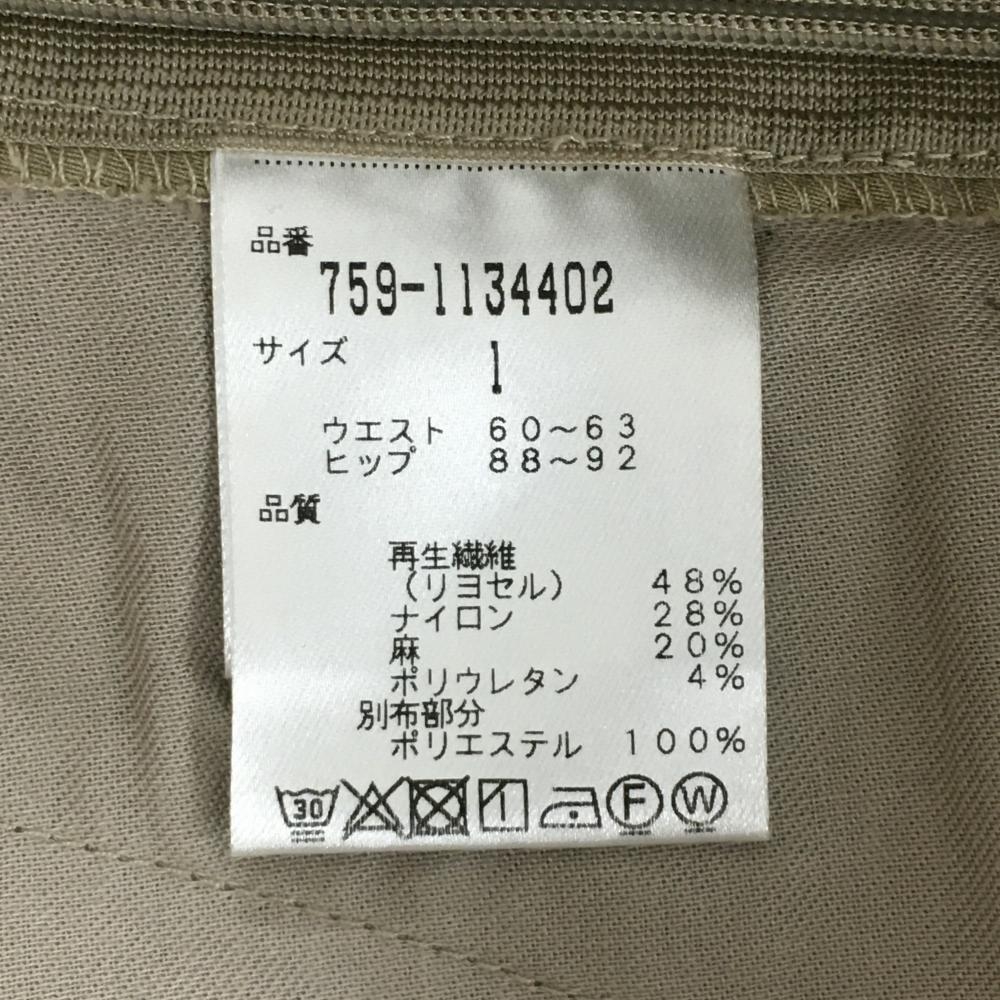 品番
759-1134402
サイズ 1
ウエスト 60～63
ヒップ 88～92
品質
再生繊維
（リヨセル） 48%
ナイロン 28%
麻 20%
ポリウレタン 4%
別布部分
ポリエステル 100%
30 F W